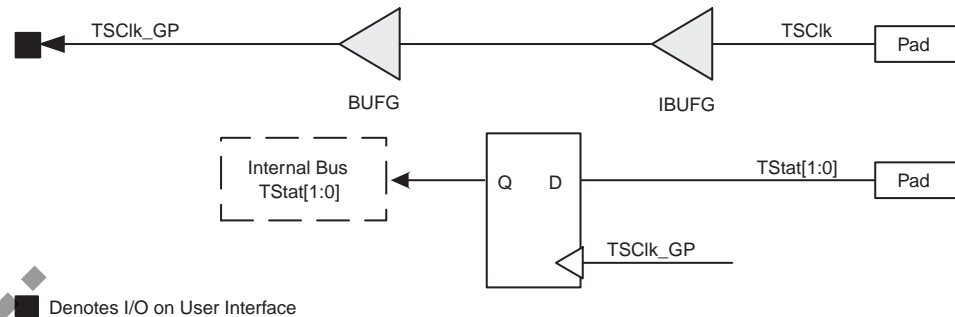 TSClk_GP
TSClk
Pad
BUFG
IBUFG
Internal Bus
TStat[1:0]
Q
D
TStat[1:0]
Pad
TSClk_GP
Denotes I/O on User Interface